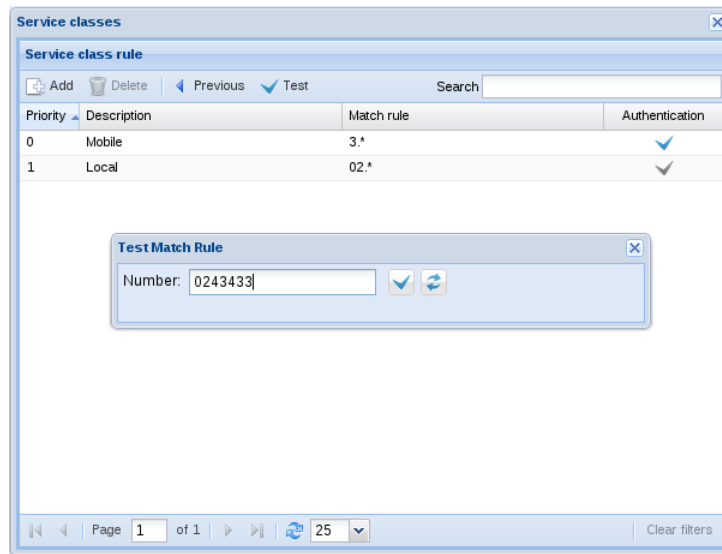 Service classes
Service class rule
Add Delete Previous Test Search
Priority Description Match rule Authentication
0 Mobile 3.*
1 Local 02.*
Test Match Rule
Number: 0243433
Page 1 of 1 25 Clear filters